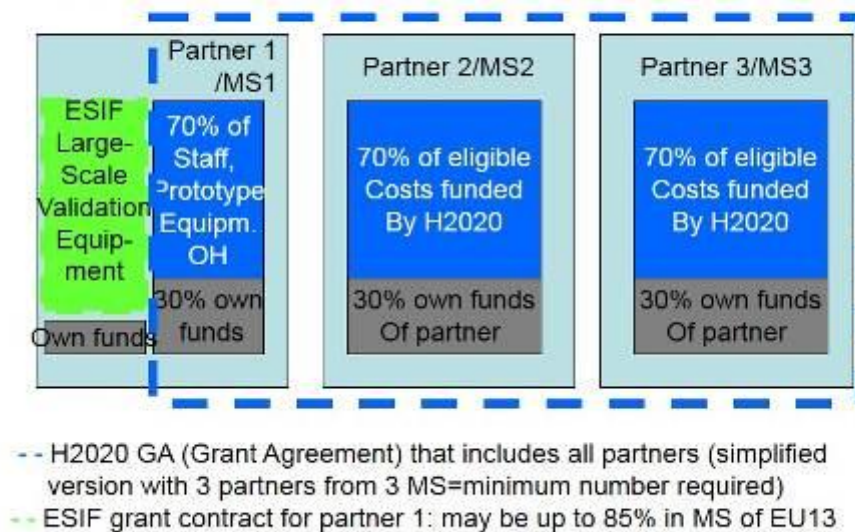 Partner 1
/MS1
Partner 2/MS2
Partner 3/MS3
ESIF
Large-
Scale
Validation
Equip-
ment
Own funds
70% of
Staff,
Prototype
Equipm.
OH
30% own
funds
70% of eligible
Costs funded
By H2020
30% own funds
Of partner
70% of eligible
Costs funded
By H2020
30% own funds
Of partner
H2020 GA (Grant Agreement) that includes all partners (simplified
version with 3 partners from 3 MS=minimum number required)
ESIF grant contract for partner 1: may be up to 85% in MS of EU13